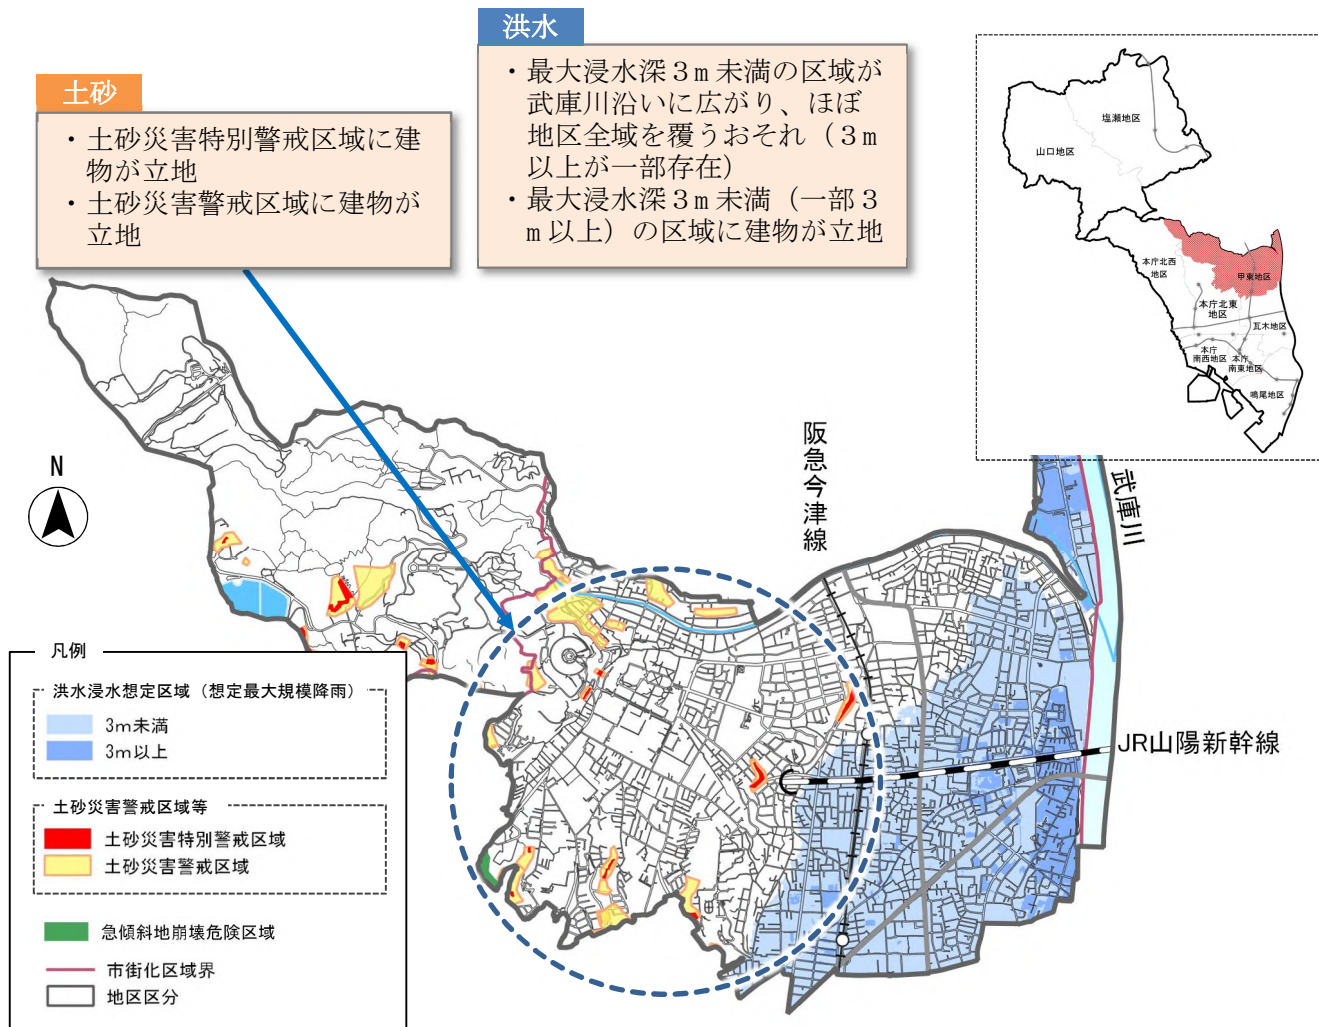 洪水
・最大浸水深３m 未満の区域が
武庫川沿いに広がり、ほぼ
地区全域を覆うおそれ（３m
以上が一部存在）
・最大浸水深３m 未満（一部３
m 以上）の区域に建物が立地
土砂
・土砂災害特別警戒区域に建
物が立地
・土砂災害警戒区域に建物が
立地
塩瀬地区
山口地区
本庁北西
地区
甲東地区
本庁北東
地区
瓦木地区
本庁
南西地区
本庁
南東地区
鳴尾地区
N
阪急今津線
武庫川
JR山陽新幹線
凡例
洪水浸水想定区域（想定最大規模降雨）
3m未満
3m以上
土砂災害警戒区域等
土砂災害特別警戒区域
土砂災害警戒区域
急傾斜地崩壊危険区域
市街化区域界
地区区分